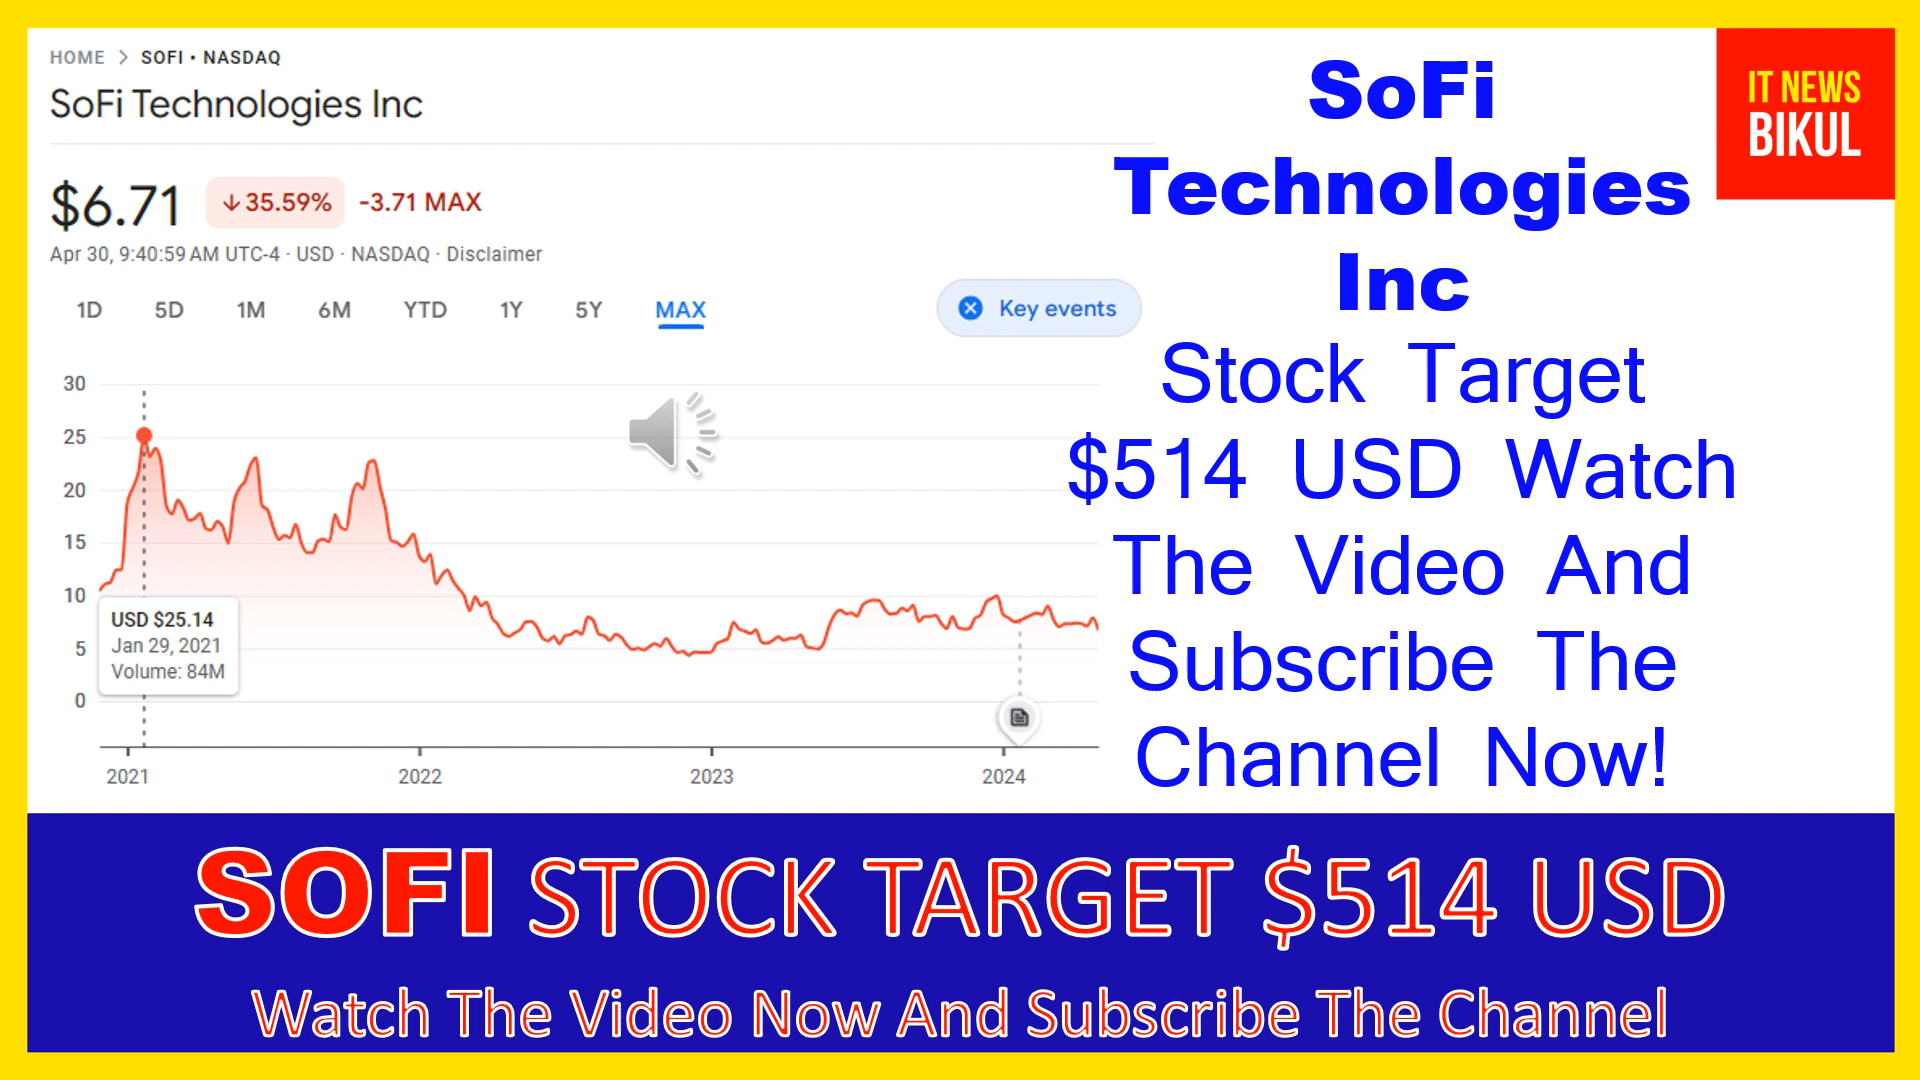 HOME > SOFI • NASDAQ
SoFi Technologies Inc
$6.71 ↓35.59% -3.71 MAX
Apr 30, 9:40:59 AM UTC-4 · USD · NASDAQ · Disclaimer
1D 5D 1M 6M YTD 1Y 5Y MAX
Key events
30
25
20
15
10
5
0
USD $25.14
Jan 29, 2021
Volume: 84M
2021 2022 2023 2024
SoFi
Technologies
Inc
Stock Target
$514 USD Watch
The Video And
Subscribe The
Channel Now!
IT NEWS
BIKUL
SOFI STOCK TARGET $514 USD
Watch The Video Now And Subscribe The Channel